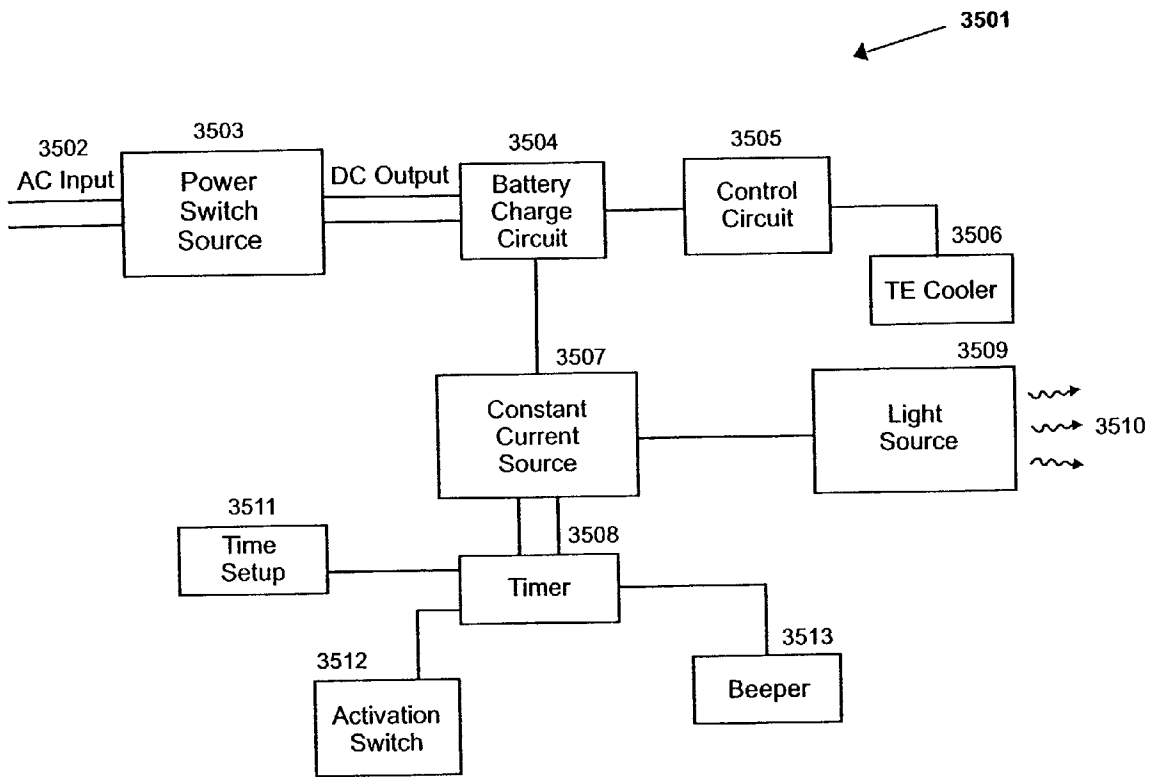 3501
3502
AC Input
3503
Power
Switch
Source
DC Output
3504
Battery
Charge
Circuit
3505
Control
Circuit
3506
TE Cooler
3507
Constant
Current
Source
3509
Light
Source
3510
3511
Time
Setup
3508
Timer
3512
Activation
Switch
3513
Beeper